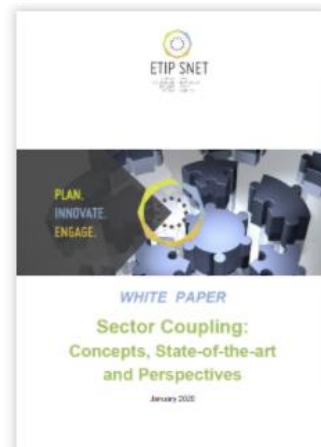 ETIP SNET
PLAN.
INNOVATE.
ENGAGE.
WHITE PAPER
Sector Coupling:
Concepts, State-of-the-art
and Perspectives
January 2020